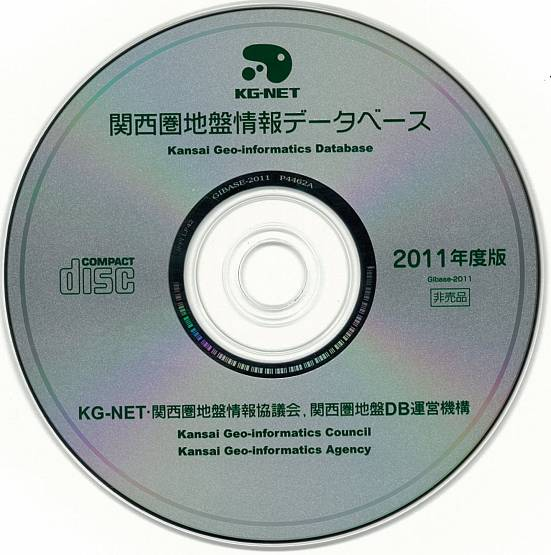 KG-NET
関西圏地盤情報データベース
Kansai Geo-informatics Database
GIBASE-2011 P4462A
COMPACT
disc
2011年度版
Gibase-2011
非売品
KG-NET・関西圏地盤情報協議会,関西圏地盤DB運営機構
Kansai Geo-informatics Council
Kansai Geo-informatics Agency